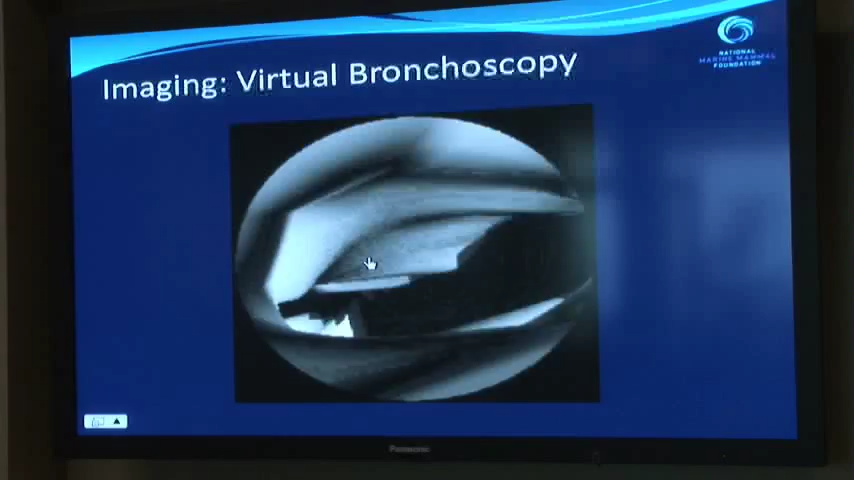 Imaging: Virtual Bronchoscopy
NATIONAL
MARINE MAMMAL
FOUNDATION
Panasonic